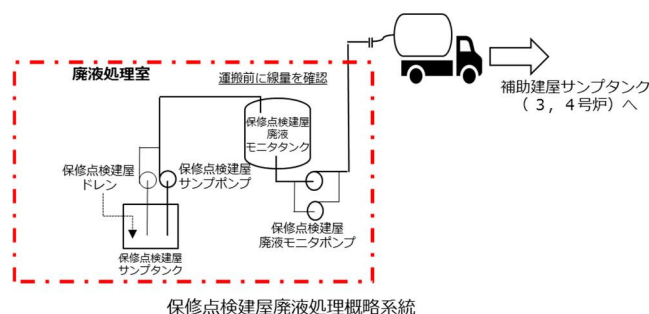 廃液処理室
運搬前に線量を確認
補助建屋サンプタンク
（３，４号炉）へ
保修点検建屋
廃液
モニタタンク
保修点検建屋
ドレン
保修点検建屋
サンプポンプ
保修点検建屋
廃液モニタポンプ
保修点検建屋
サンプタンク
保修点検建屋廃液処理概略系統